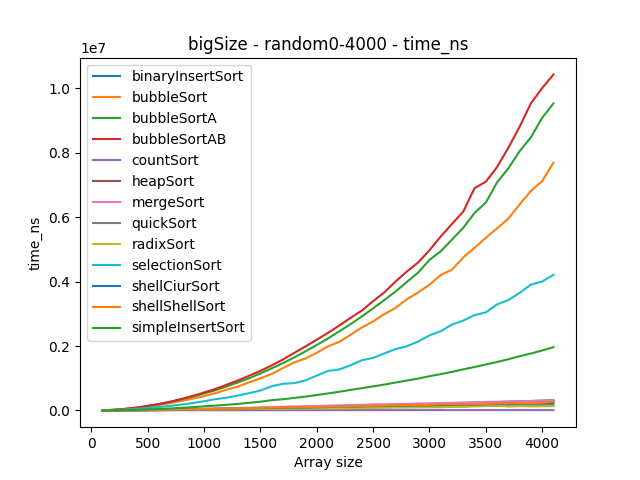 bigSize - random0-4000 - time_ns
1e7
1.0
0.8
0.6
0.4
0.2
0.0
time_ns
binaryInsertSort
bubbleSort
bubbleSortA
bubbleSortAB
countSort
heapSort
mergeSort
quickSort
radixSort
selectionSort
shellCiurSort
shellShellSort
simpleInsertSort
0 500 1000 1500 2000 2500 3000 3500 4000
Array size